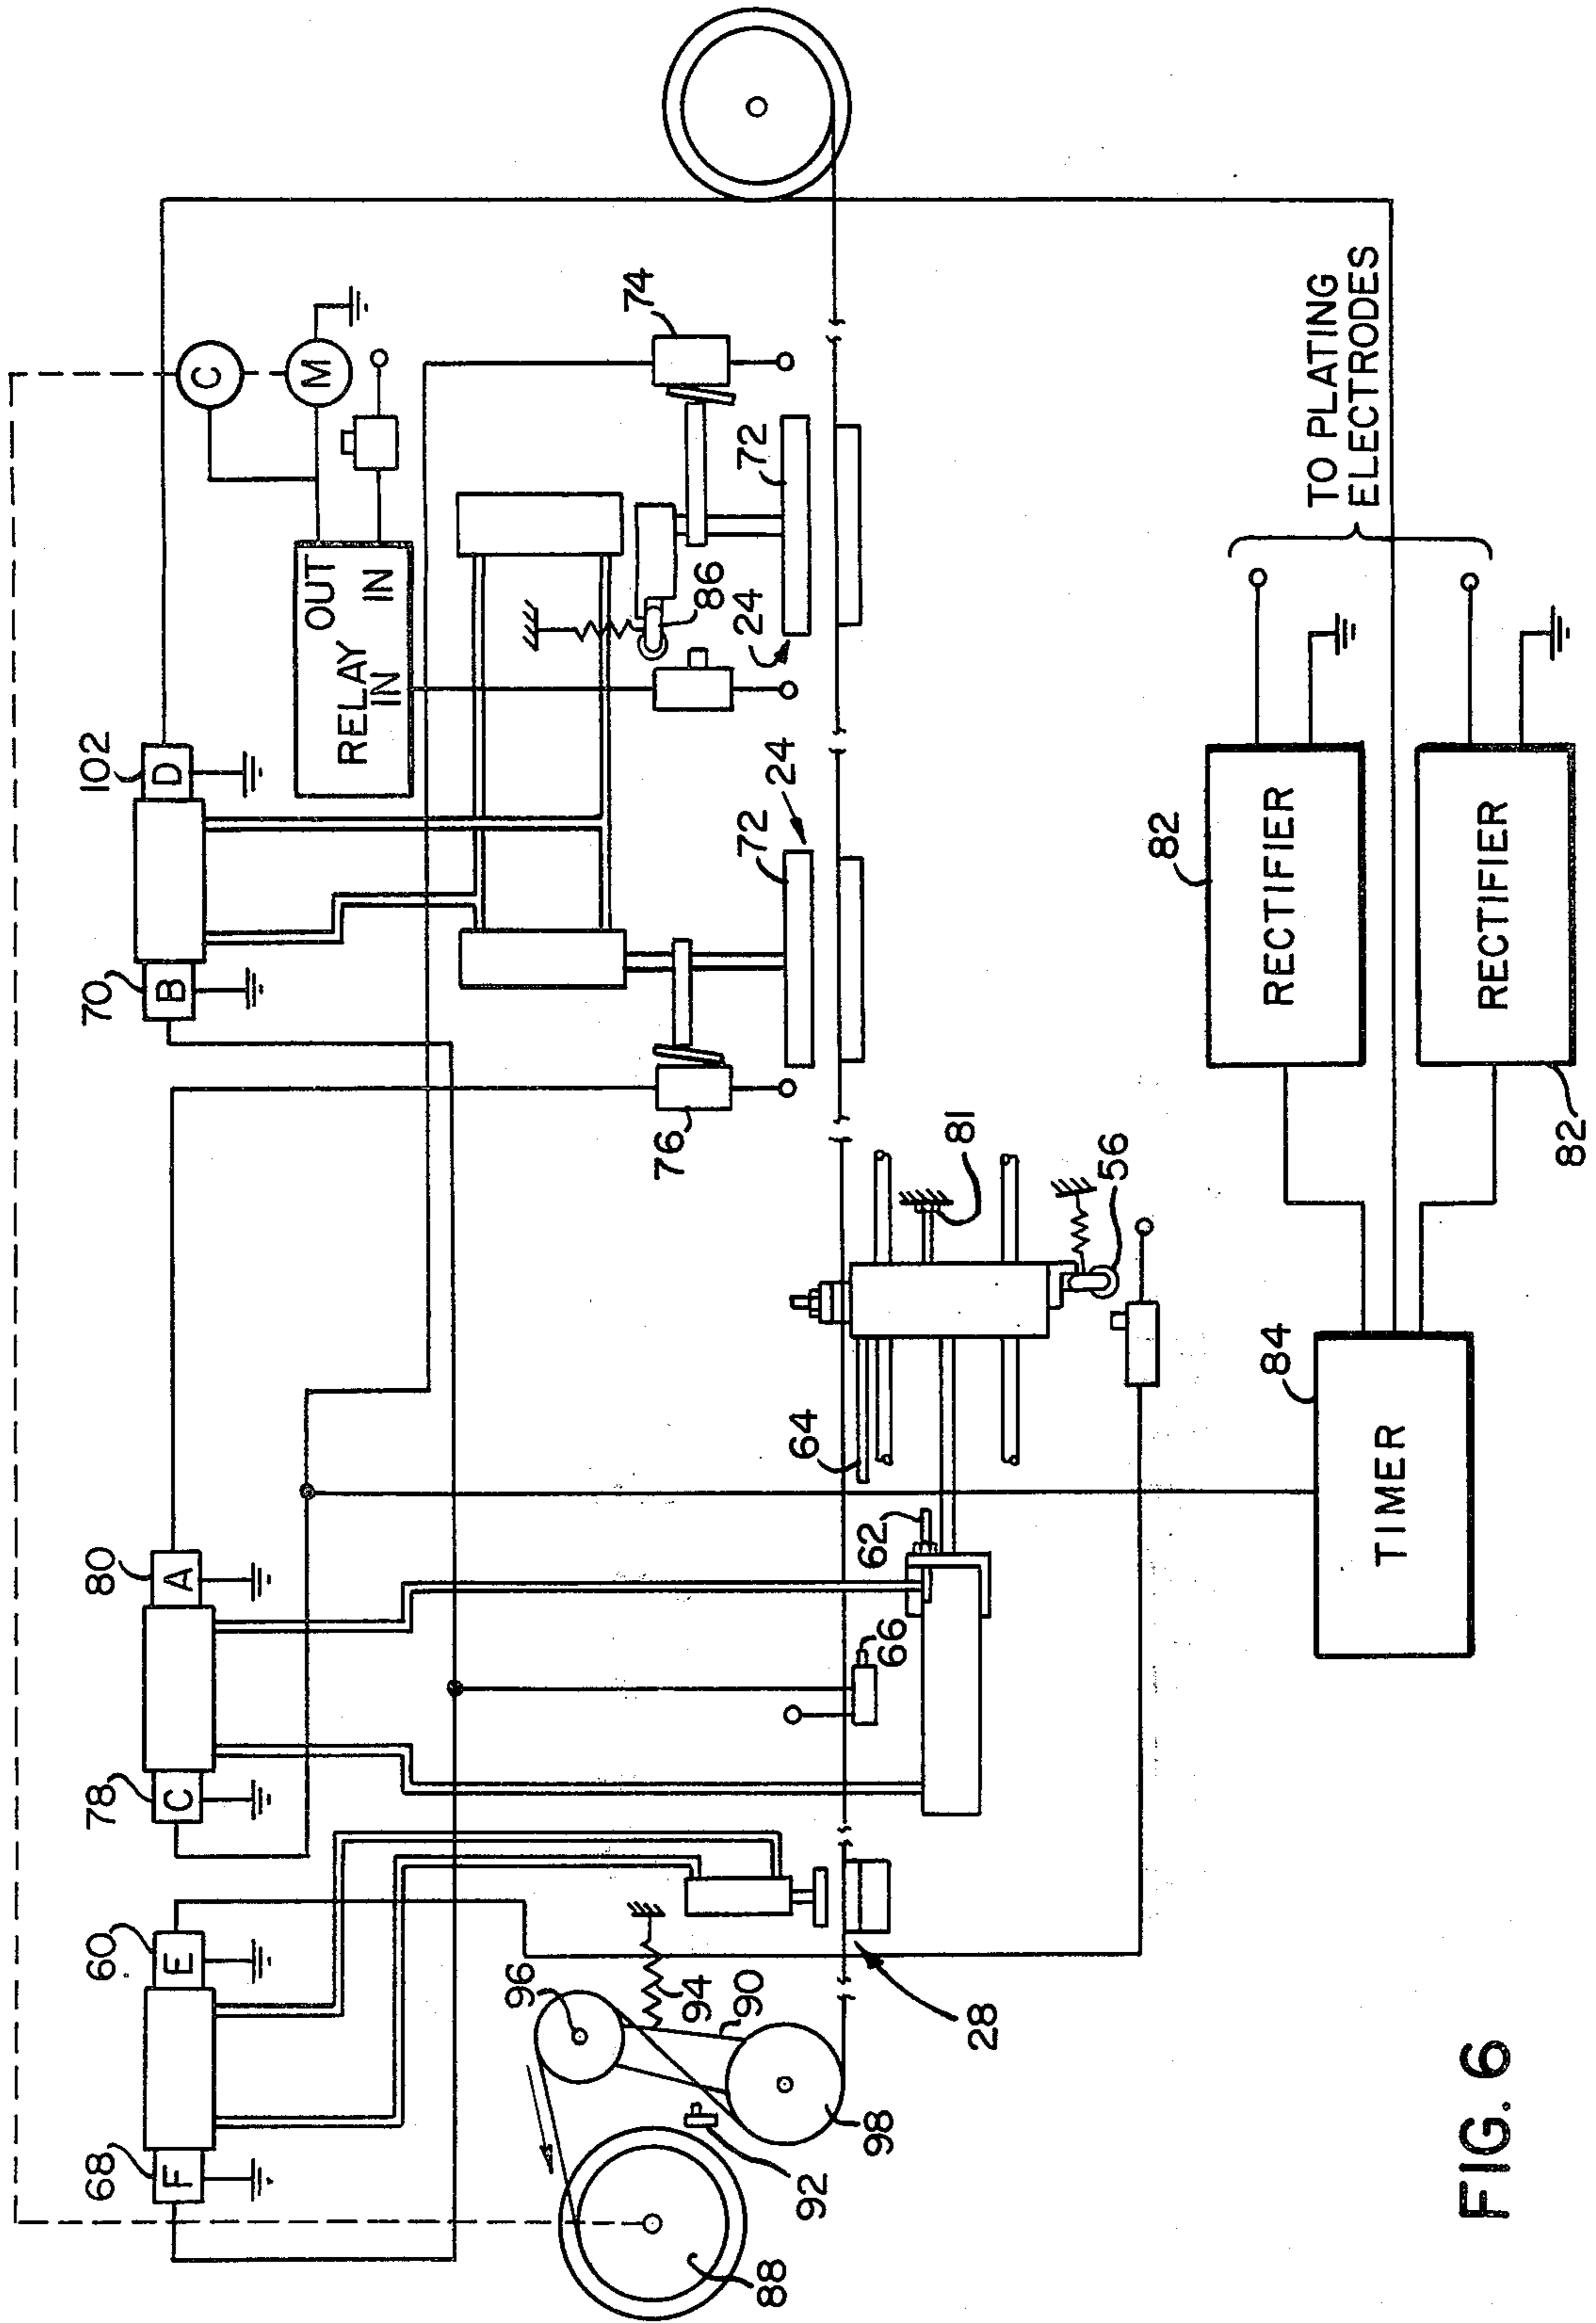 102
D
70
B
80
A
78
C
60
E
68
F
C
M
OUT
RELAY
IN
IN
74
72
86
24
72
24
76
81
56
64
62
66
96
94
90
28
98
92
88
TO PLATING
ELECTRODES
82
RECTIFIER
RECTIFIER
82
84
TIMER
FIG. 6